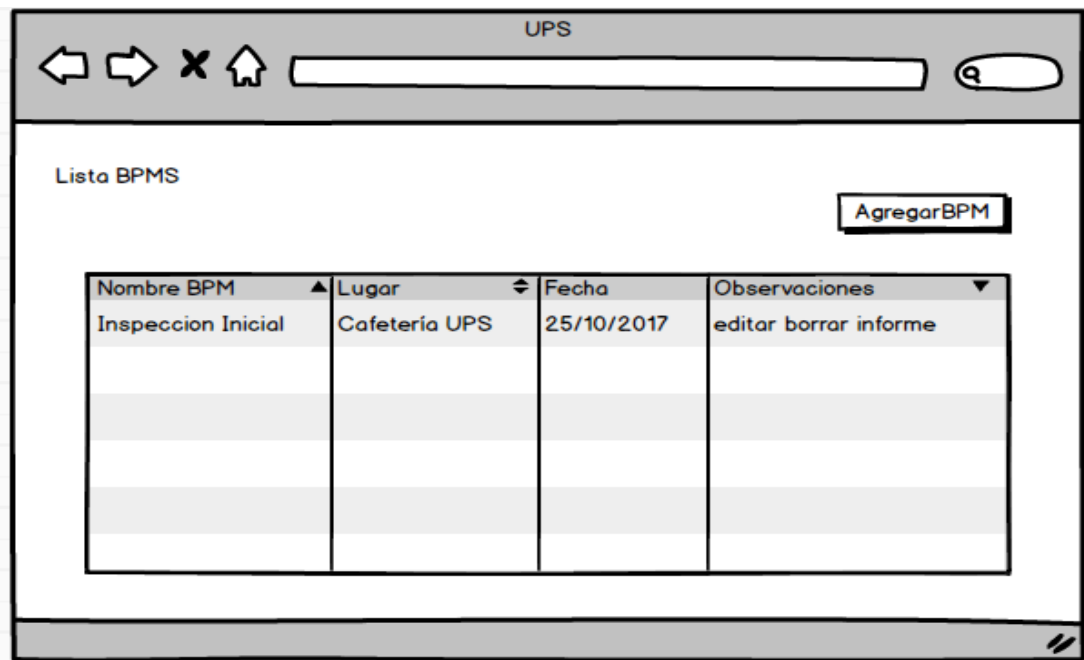 UPS
Lista BPMS
AgregarBPM
Nombre BPM Lugar Fecha Observaciones
Inspeccion Inicial Cafetería UPS 25/10/2017 editar borrar informe